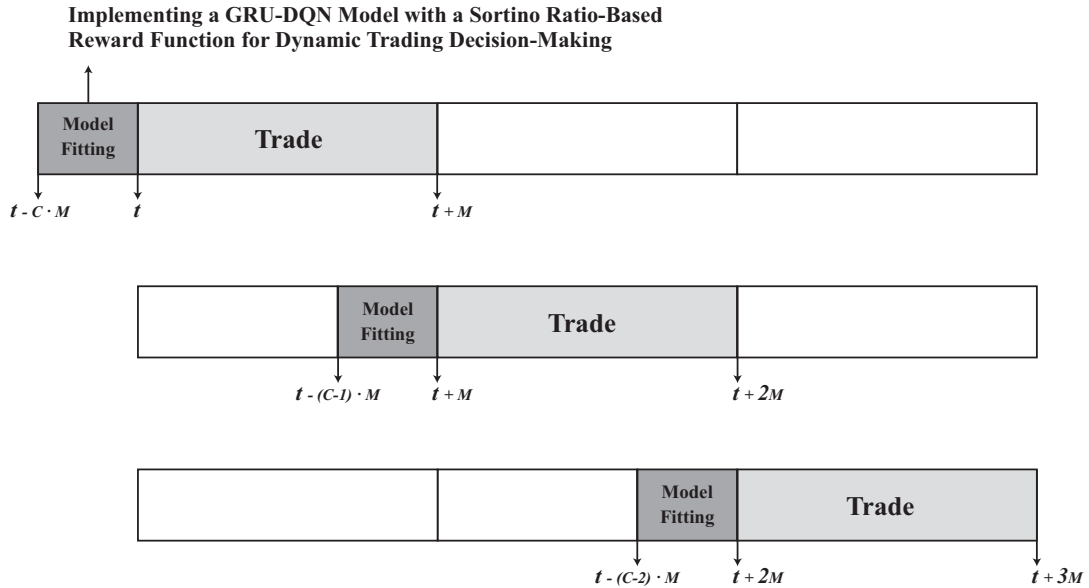 Implementing a GRU-DQN Model with a Sortino Ratio-Based
Reward Function for Dynamic Trading Decision-Making
Model
Fitting
Trade
t - C · M
t
t + M
Model
Fitting
Trade
t - (C-1) · M
t + M
t + 2M
Model
Fitting
Trade
t - (C-2) · M
t + 2M
t + 3M